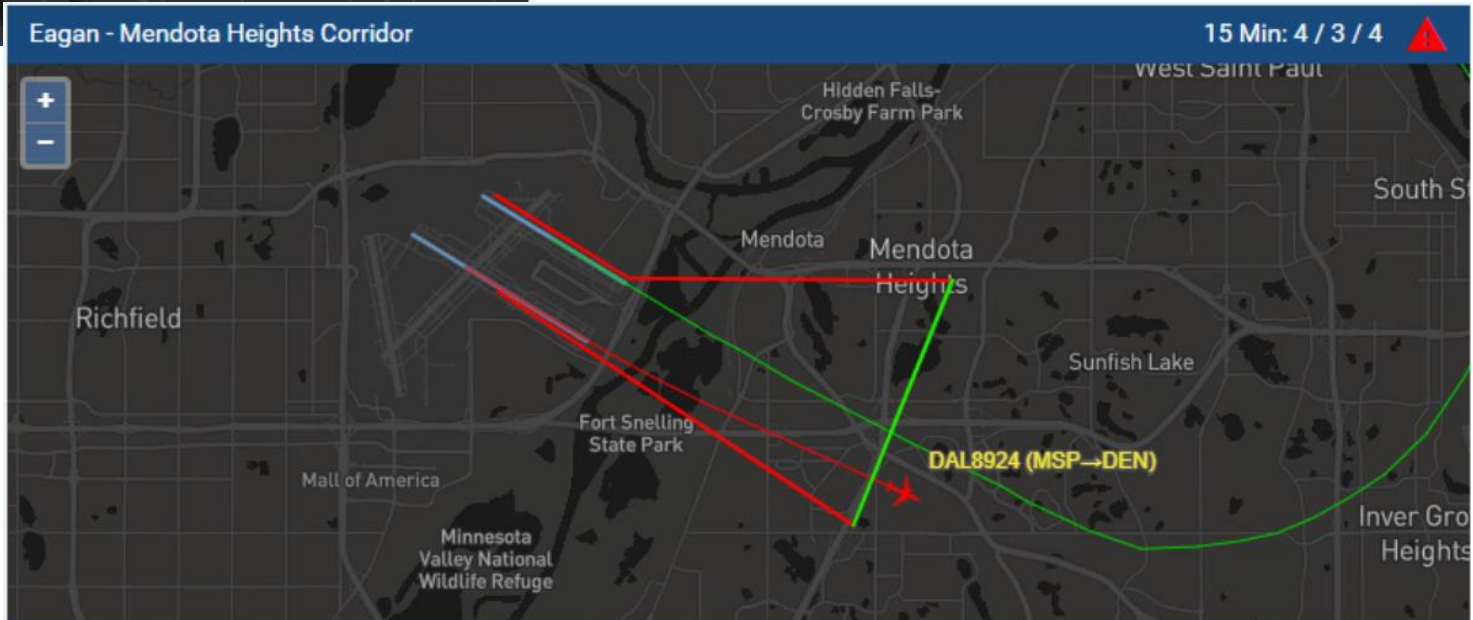 Eagan - Mendota Heights Corridor
15 Min: 4 / 3 / 4
+
−
West Saint Paul
Hidden Falls-
Crosby Farm Park
South S
Mendota
Mendota
Heights
Richfield
Sunfish Lake
Fort Snelling
State Park
DAL8924 (MSP→DEN)
Mall of America
Minnesota
Valley National
Wildlife Refuge
Inver Gro
Heights